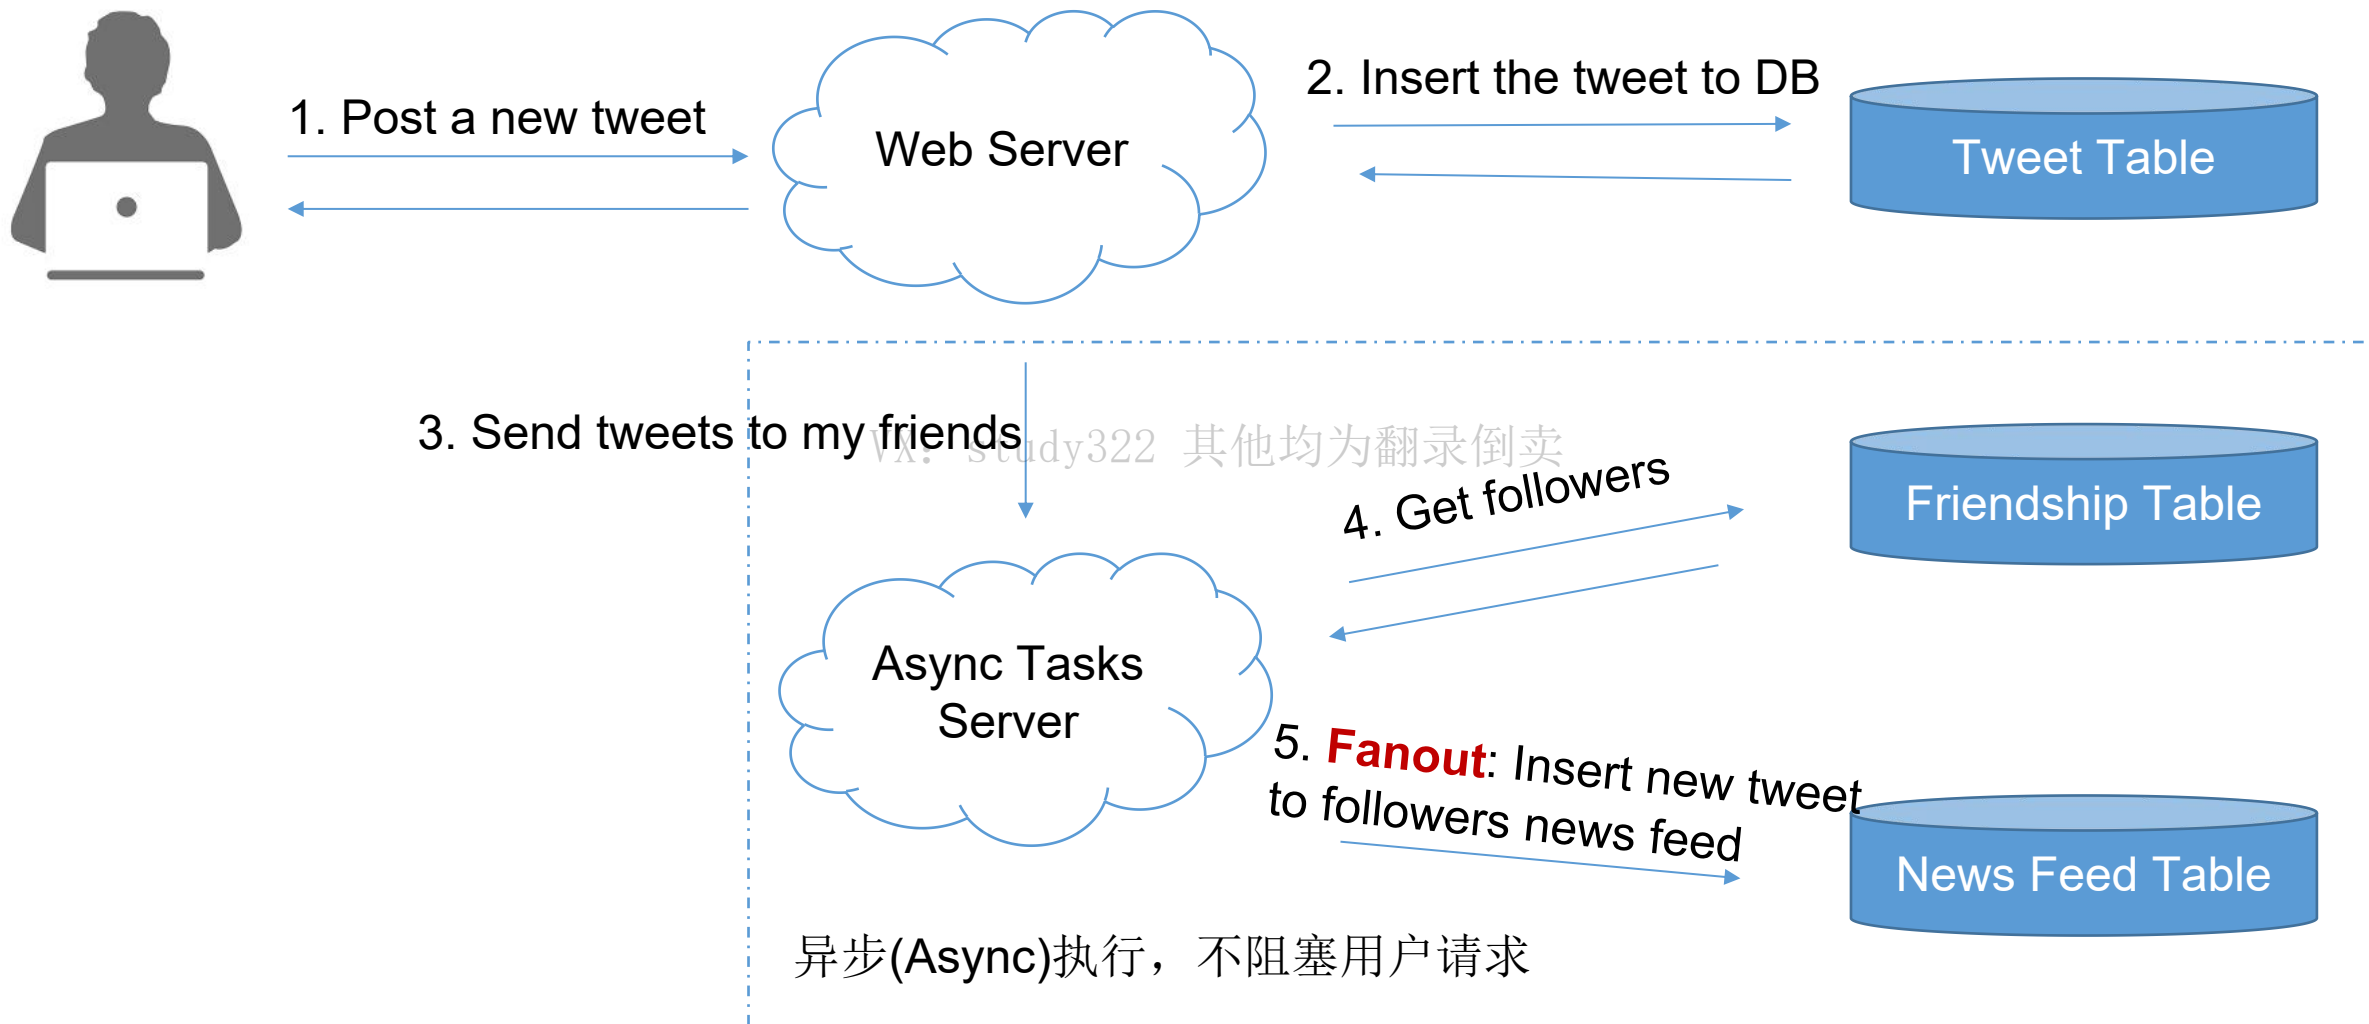 1. Post a new tweet
Web Server
2. Insert the tweet to DB
Tweet Table
3. Send tweets to my friends
VX: study322 其他均为翻录倒卖
4. Get followers
Friendship Table
Async Tasks
Server
5. Fanout: Insert new tweet
to followers news feed
News Feed Table
异步(Async)执行，不阻塞用户请求